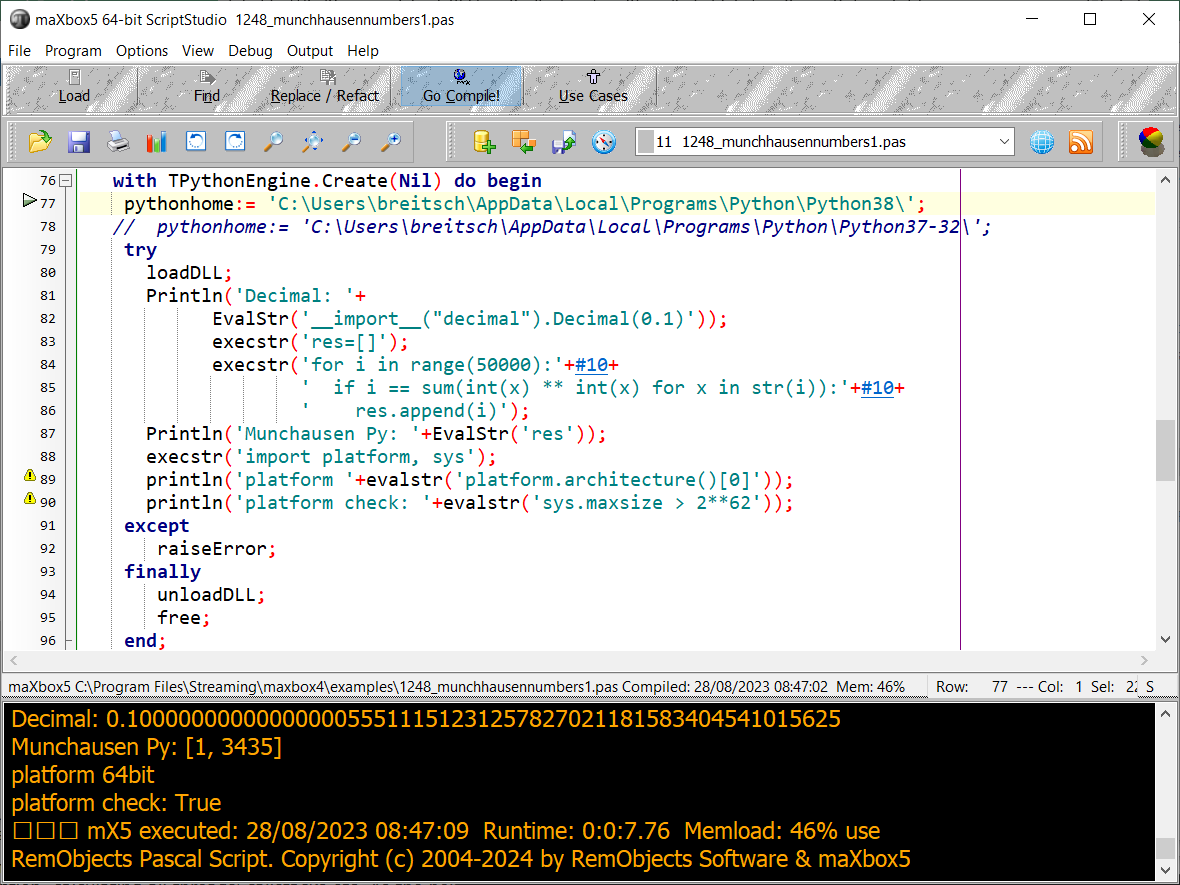 maXbox5 64-bit ScriptStudio  1248_munchhausennumbers1.pas
File Program Options View Debug Output Help
Load Find Replace / Refact Go Compile! Use Cases
11 1248_munchhausennumbers1.pas
76 with TPythonEngine.Create(Nil) do begin
77 pythonhome:= 'C:\Users\breitsch\AppData\Local\Programs\Python\Python38\';
78 //  pythonhome:= 'C:\Users\breitsch\AppData\Local\Programs\Python\Python37-32\';
79 try
80 loadDLL;
81 Println('Decimal: '+
82 EvalStr('__import__("decimal").Decimal(0.1)'));
83 execstr('res=[]');
84 execstr('for i in range(50000):'+#10+
85 '  if i == sum(int(x) ** int(x) for x in str(i)):'+#10+
86 '    res.append(i)');
87 Println('Munchausen Py: '+EvalStr('res'));
88 execstr('import platform, sys');
89 println('platform '+evalstr('platform.architecture()[0]'));
90 println('platform check: '+evalstr('sys.maxsize > 2**62'));
91 except
92 raiseError;
93 finally
94 unloadDLL;
95 free;
96 end;
maXbox5 C:\Program Files\Streaming\maxbox4\examples\1248_munchhausennumbers1.pas Compiled: 28/08/2023 08:47:02  Mem: 46% Row: 77 --- Col: 1 Sel: 22 S
Decimal: 0.1000000000000000055511151231257827021181583404541015625
Munchausen Py: [1, 3435]
platform 64bit
platform check: True
mX5 executed: 28/08/2023 08:47:09  Runtime: 0:0:7.76  Memload: 46% use
RemObjects Pascal Script. Copyright (c) 2004-2024 by RemObjects Software & maXbox5